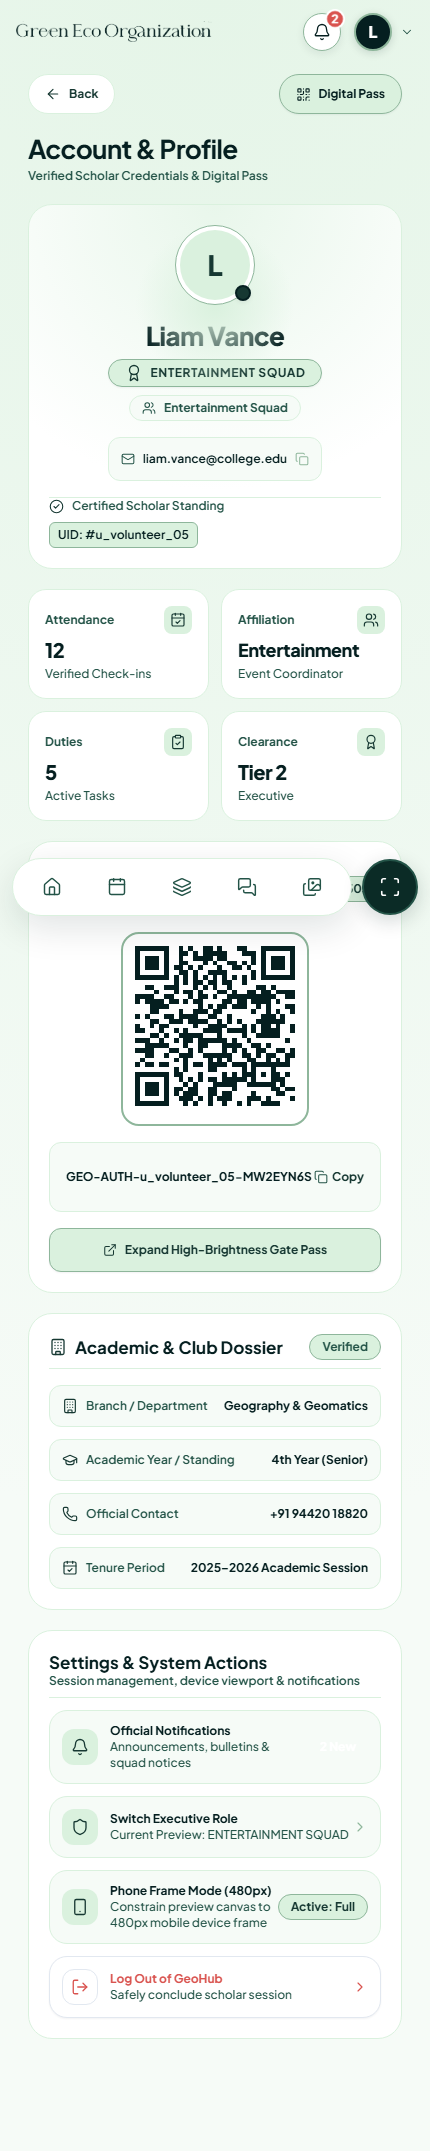 Green Eco Organization
2
L
Back
Digital Pass
Account & Profile
Verified Scholar Credentials & Digital Pass
L
Liam Vance
ENTERTAINMENT SQUAD
Entertainment Squad
liam.vance@college.edu
Certified Scholar Standing
UID: #u_volunteer_05
Attendance
12
Verified Check-ins
Affiliation
Entertainment
Event Coordinator
Duties
5
Active Tasks
Clearance
Tier 2
Executive
GEO-AUTH-u_volunteer_05-MW2EYN6S
Copy
Expand High-Brightness Gate Pass
Academic & Club Dossier
Verified
Branch / Department
Geography & Geomatics
Academic Year / Standing
4th Year (Senior)
Official Contact
+91 94420 18820
Tenure Period
2025–2026 Academic Session
Settings & System Actions
Session management, device viewport & notifications
Official Notifications
Announcements, bulletins &
squad notices
2 New
Switch Executive Role
Current Preview: ENTERTAINMENT SQUAD
Phone Frame Mode (480px)
Constrain preview canvas to
480px mobile device frame
Active: Full
Log Out of GeoHub
Safely conclude scholar session